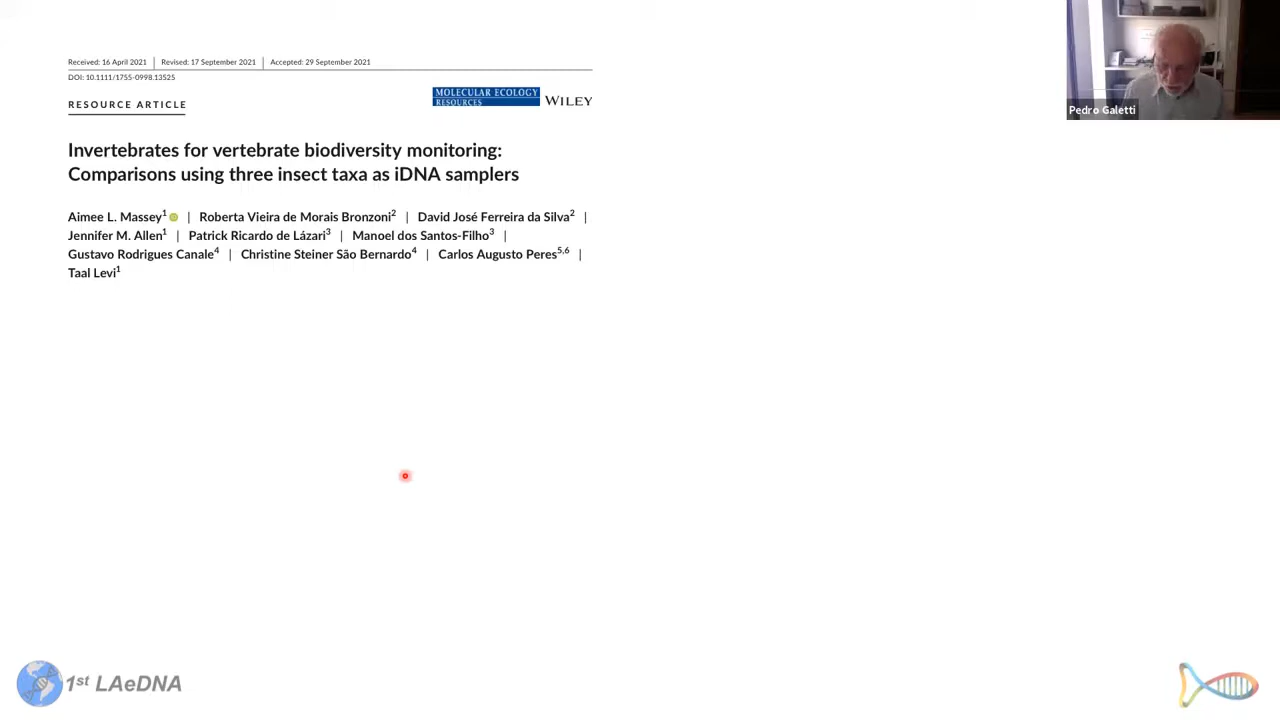 Received: 16 April 2021 | Revised: 17 September 2021 | Accepted: 29 September 2021
DOI: 10.1111/1755-0998.13525
RESOURCE ARTICLE
MOLECULAR ECOLOGY
RESOURCES
WILEY
Invertebrates for vertebrate biodiversity monitoring:
Comparisons using three insect taxa as iDNA samplers
Aimee L. Massey1 | Roberta Vieira de Morais Bronzoni2 | David José Ferreira da Silva2 |
Jennifer M. Allen1 | Patrick Ricardo de Lázari3 | Manoel dos Santos-Filho3 |
Gustavo Rodrigues Canale4 | Christine Steiner São Bernardo4 | Carlos Augusto Peres5,6 |
Taal Levi1
Pedro Galetti
1st LAeDNA